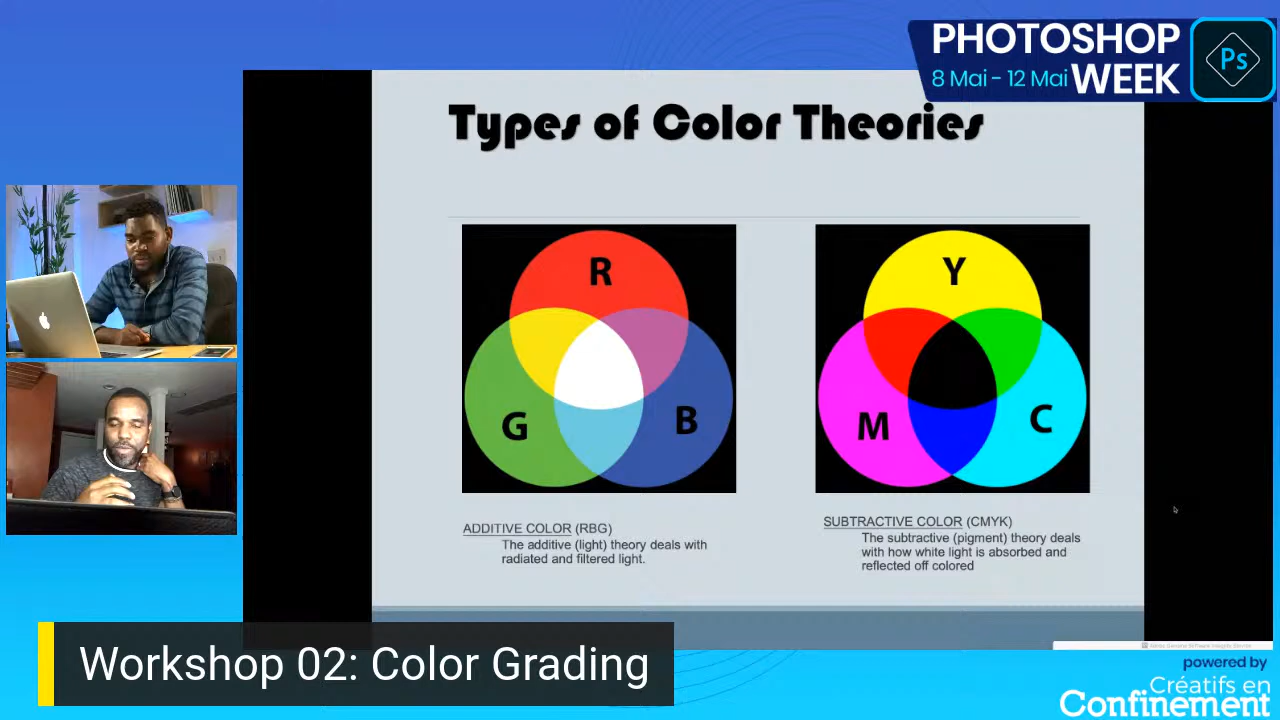 PHOTOSHOP
8 Mai - 12 Mai WEEK
Ps
Types of Color Theories
R
G
B
Y
M
C
ADDITIVE COLOR (RBG)
The additive (light) theory deals with
radiated and filtered light.
SUBTRACTIVE COLOR (CMYK)
The subtractive (pigment) theory deals
with how white light is absorbed and
reflected off colored
Workshop 02: Color Grading
powered by
Créatifs en
Confinement